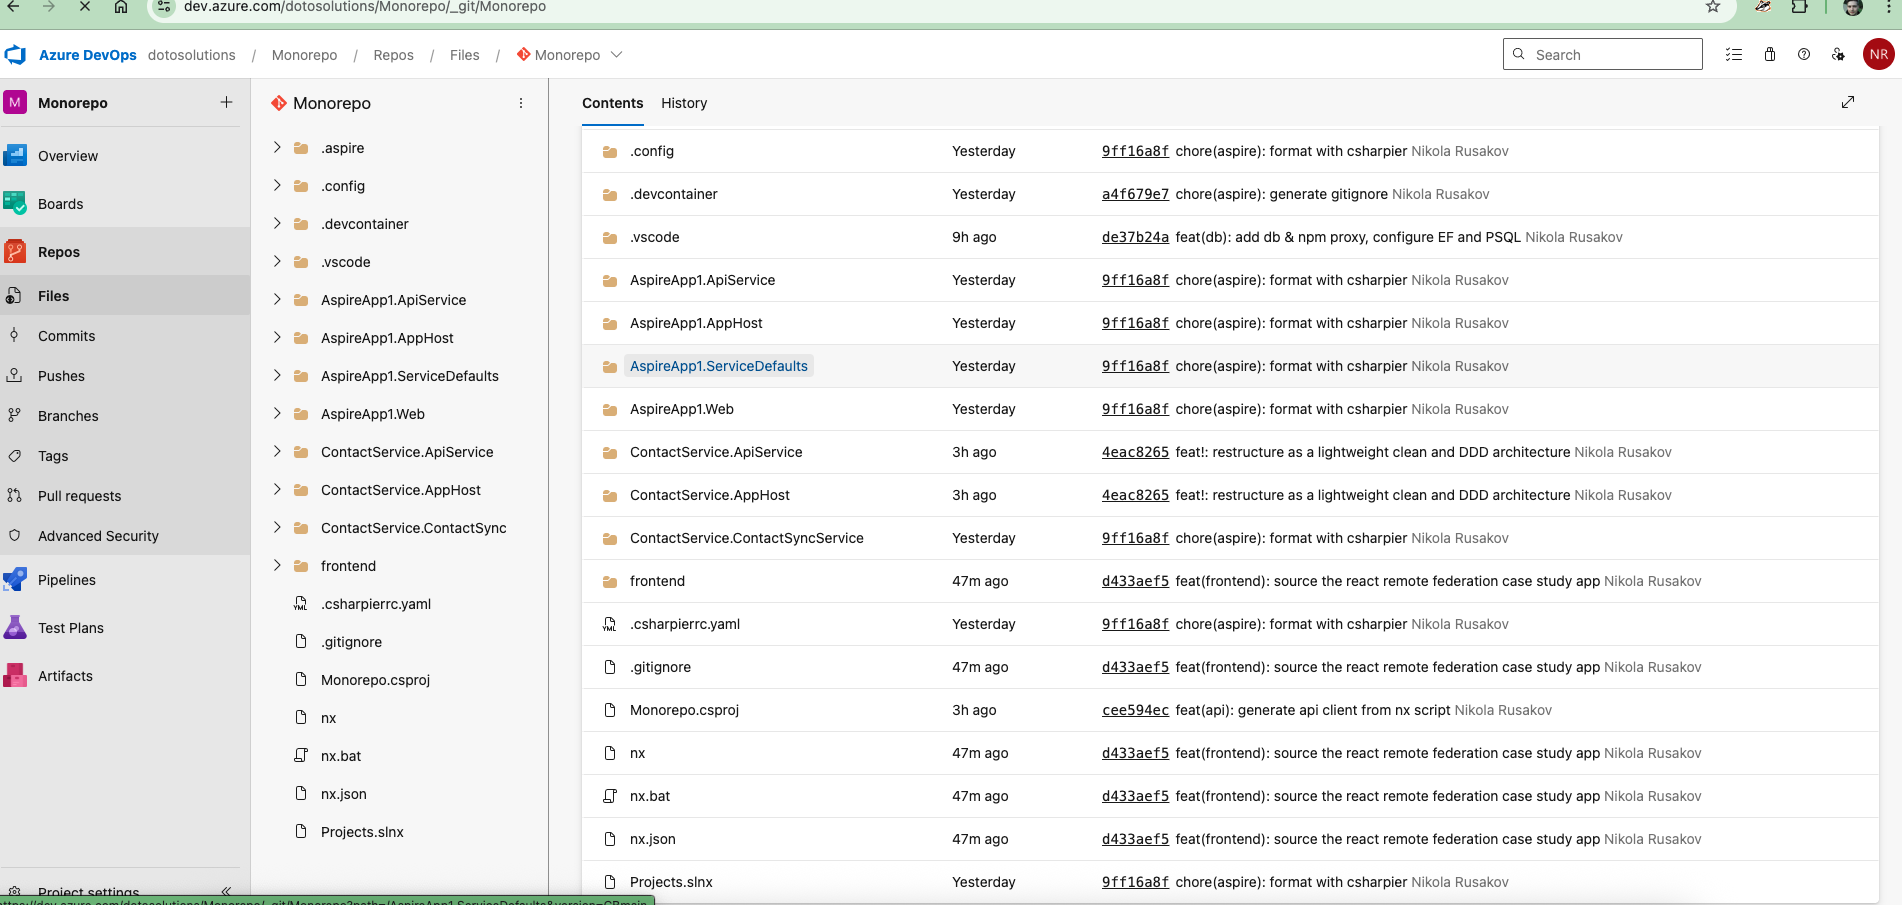 dev.azure.com/dotosolutions/Monorepo/_git/Monorepo
Azure DevOps dotosolutions / Monorepo / Repos / Files / Monorepo
Search
NR
M Monorepo
Overview
Boards
Repos
Files
Commits
Pushes
Branches
Tags
Pull requests
Advanced Security
Pipelines
Test Plans
Artifacts
Project settings
Monorepo
.aspire
.config
.devcontainer
.vscode
AspireApp1.ApiService
AspireApp1.AppHost
AspireApp1.ServiceDefaults
AspireApp1.Web
ContactService.ApiService
ContactService.AppHost
ContactService.ContactSync
frontend
.csharpierrc.yaml
.gitignore
Monorepo.csproj
nx
nx.bat
nx.json
Projects.slnx
Contents History
.config Yesterday 9ff16a8f chore(aspire): format with csharpier Nikola Rusakov
.devcontainer Yesterday a4f679e7 chore(aspire): generate gitignore Nikola Rusakov
.vscode 9h ago de37b24a feat(db): add db & npm proxy, configure EF and PSQL Nikola Rusakov
AspireApp1.ApiService Yesterday 9ff16a8f chore(aspire): format with csharpier Nikola Rusakov
AspireApp1.AppHost Yesterday 9ff16a8f chore(aspire): format with csharpier Nikola Rusakov
AspireApp1.ServiceDefaults Yesterday 9ff16a8f chore(aspire): format with csharpier Nikola Rusakov
AspireApp1.Web Yesterday 9ff16a8f chore(aspire): format with csharpier Nikola Rusakov
ContactService.ApiService 3h ago 4eac8265 feat!: restructure as a lightweight clean and DDD architecture Nikola Rusakov
ContactService.AppHost 3h ago 4eac8265 feat!: restructure as a lightweight clean and DDD architecture Nikola Rusakov
ContactService.ContactSyncService Yesterday 9ff16a8f chore(aspire): format with csharpier Nikola Rusakov
frontend 47m ago d433aef5 feat(frontend): source the react remote federation case study app Nikola Rusakov
.csharpierrc.yaml Yesterday 9ff16a8f chore(aspire): format with csharpier Nikola Rusakov
.gitignore 47m ago d433aef5 feat(frontend): source the react remote federation case study app Nikola Rusakov
Monorepo.csproj 3h ago cee594ec feat(api): generate api client from nx script Nikola Rusakov
nx 47m ago d433aef5 feat(frontend): source the react remote federation case study app Nikola Rusakov
nx.bat 47m ago d433aef5 feat(frontend): source the react remote federation case study app Nikola Rusakov
nx.json 47m ago d433aef5 feat(frontend): source the react remote federation case study app Nikola Rusakov
Projects.slnx Yesterday 9ff16a8f chore(aspire): format with csharpier Nikola Rusakov